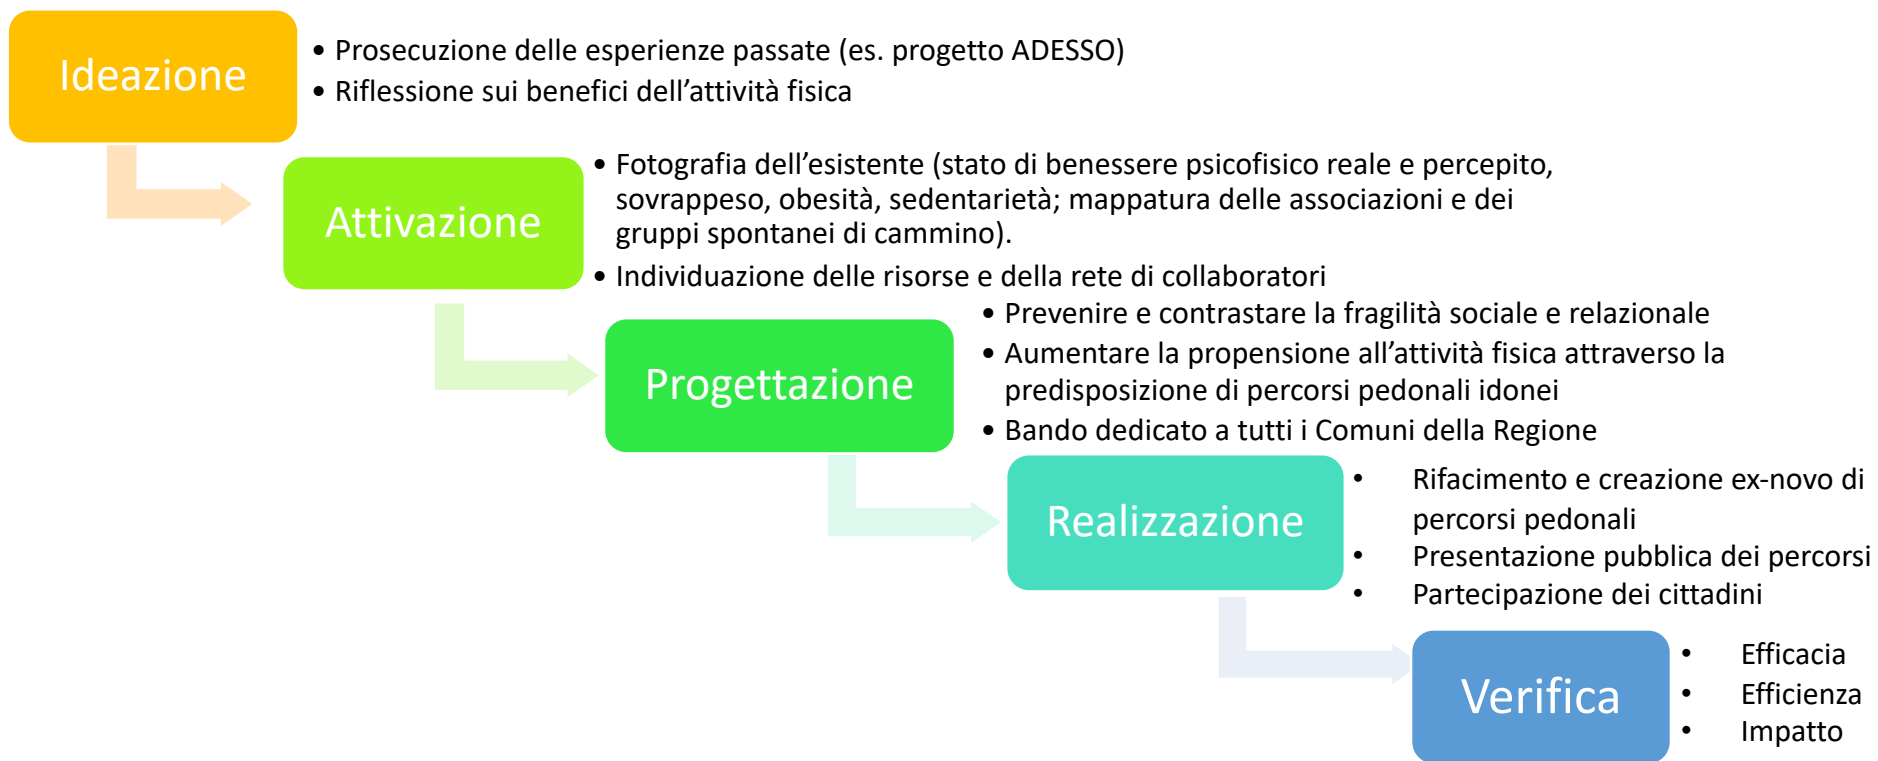 Ideazione
• Prosecuzione delle esperienze passate (es. progetto ADESSO)
• Riflessione sui benefici dell’attività fisica
Attivazione
• Fotografia dell’esistente (stato di benessere psicofisico reale e percepito,
sovrappeso, obesità, sedentarietà; mappatura delle associazioni e dei
gruppi spontanei di cammino).
• Individuazione delle risorse e della rete di collaboratori
Progettazione
• Prevenire e contrastare la fragilità sociale e relazionale
• Aumentare la propensione all’attività fisica attraverso la
predisposizione di percorsi pedonali idonei
• Bando dedicato a tutti i Comuni della Regione
Realizzazione
• Rifacimento e creazione ex-novo di
percorsi pedonali
• Presentazione pubblica dei percorsi
• Partecipazione dei cittadini
Verifica
• Efficacia
• Efficienza
• Impatto